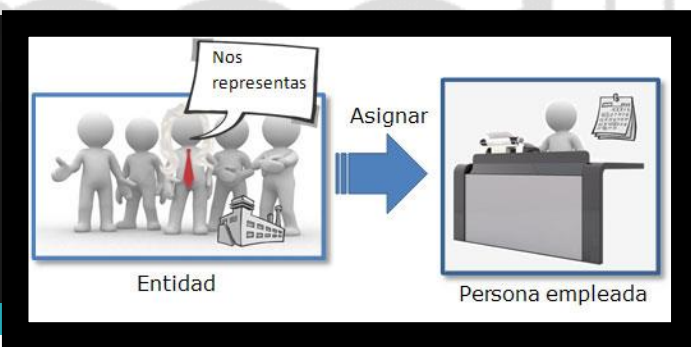 Nos
representas
Asignar
Entidad
Persona empleada